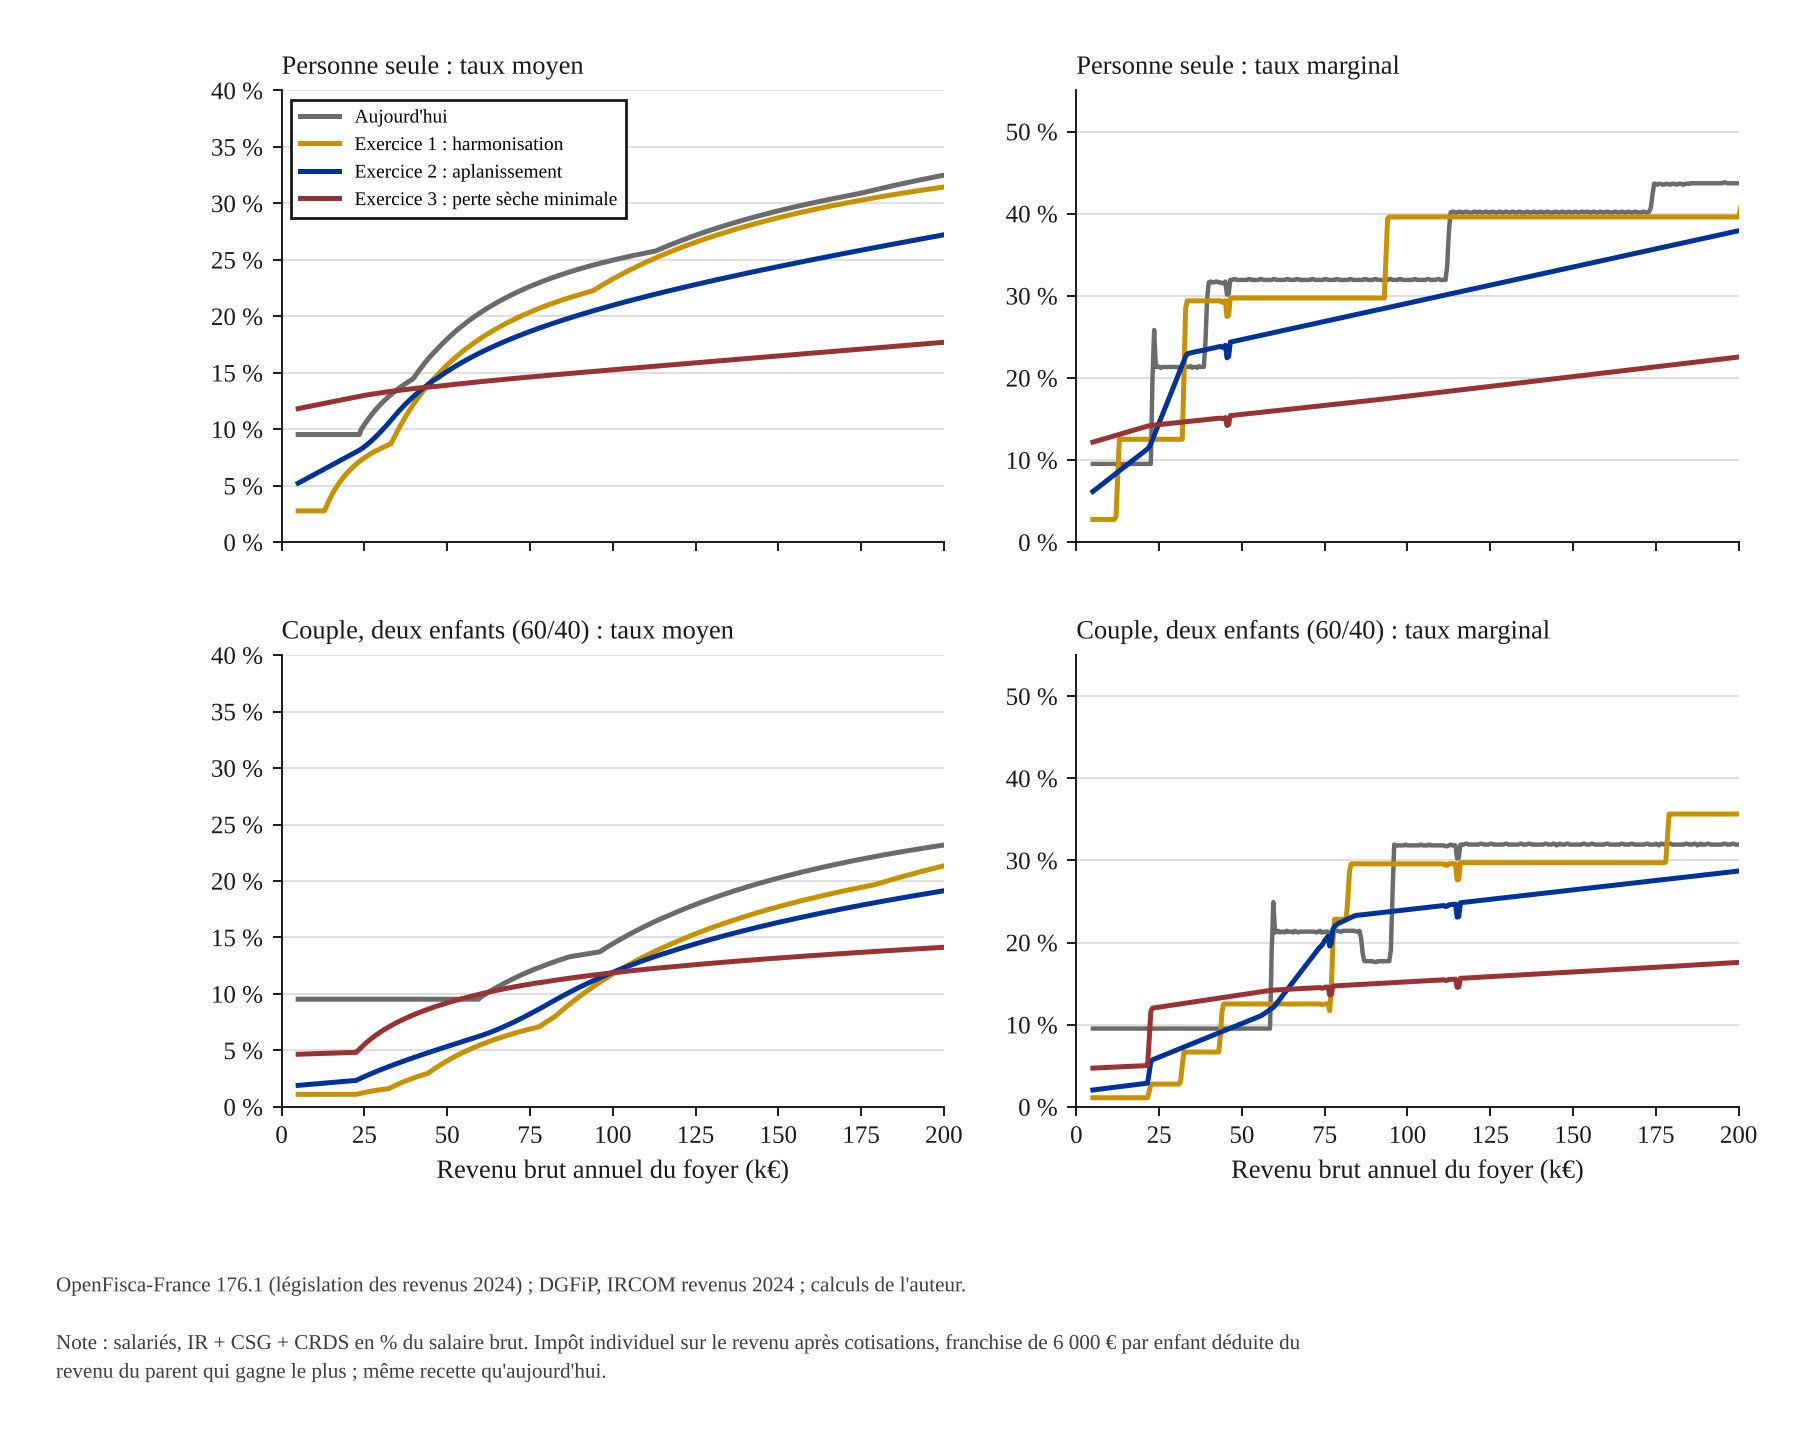 Personne seule : taux moyen
40 %
35 %
30 %
25 %
20 %
15 %
10 %
5 %
0 %
Aujourd'hui
Exercice 1 : harmonisation
Exercice 2 : aplanissement
Exercice 3 : perte sèche minimale
Personne seule : taux marginal
50 %
40 %
30 %
20 %
10 %
0 %
Couple, deux enfants (60/40) : taux moyen
40 %
35 %
30 %
25 %
20 %
15 %
10 %
5 %
0 %
0 25 50 75 100 125 150 175 200
Revenu brut annuel du foyer (k€)
Couple, deux enfants (60/40) : taux marginal
50 %
40 %
30 %
20 %
10 %
0 %
0 25 50 75 100 125 150 175 200
Revenu brut annuel du foyer (k€)
OpenFisca-France 176.1 (législation des revenus 2024) ; DGFiP, IRCOM revenus 2024 ; calculs de l'auteur.
Note : salariés, IR + CSG + CRDS en % du salaire brut. Impôt individuel sur le revenu après cotisations, franchise de 6 000 € par enfant déduite du
revenu du parent qui gagne le plus ; même recette qu'aujourd'hui.